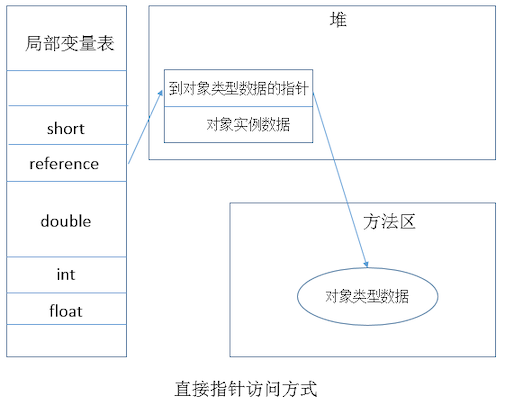 局部变量表
short
reference
double
int
float
堆
到对象类型数据的指针
对象实例数据
方法区
对象类型数据
直接指针访问方式